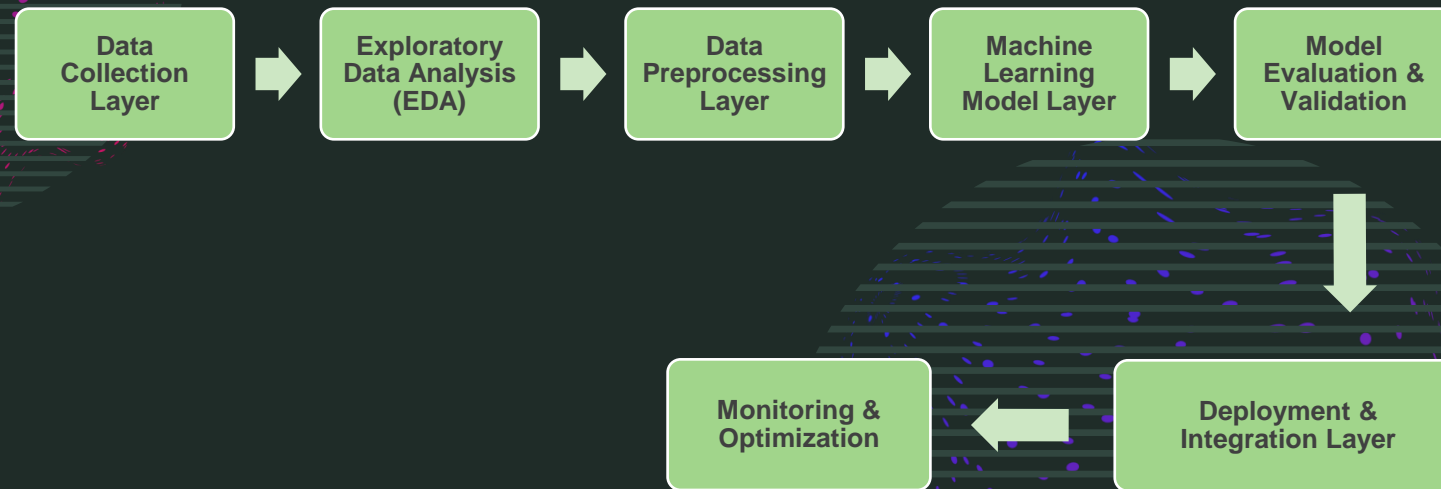 Data
Collection
Layer
Exploratory
Data Analysis
(EDA)
Data
Preprocessing
Layer
Machine
Learning
Model Layer
Model
Evaluation &
Validation
Deployment &
Integration Layer
Monitoring &
Optimization